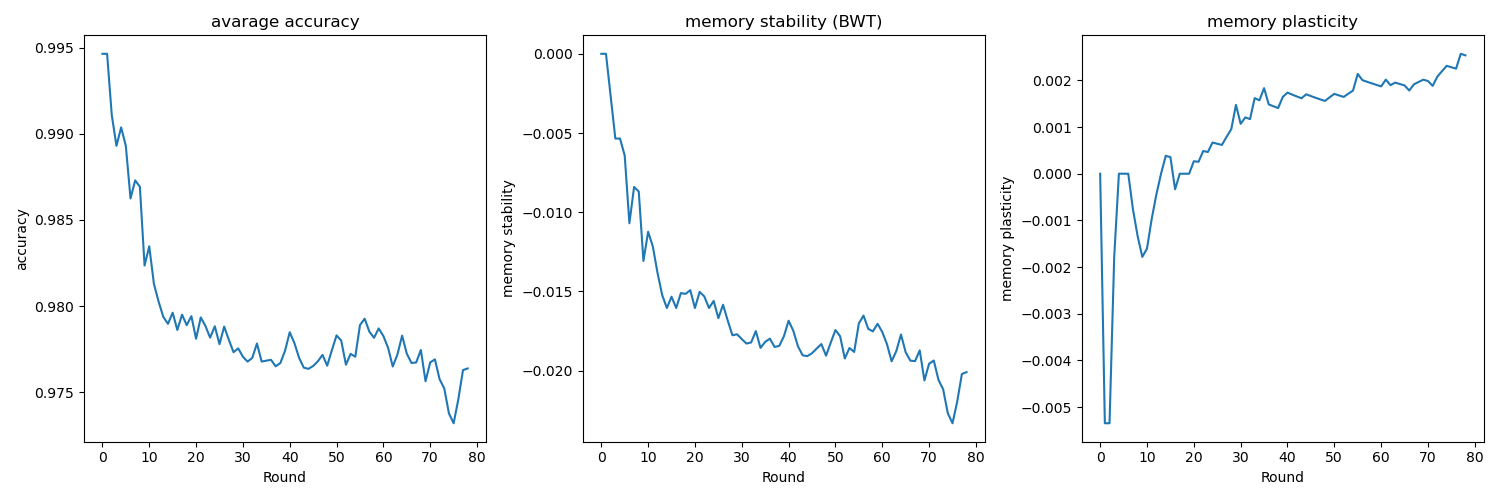 avarage accuracy
accuracy
0.995
0.990
0.985
0.980
0.975
0 10 20 30 40 50 60 70 80
Round
memory stability (BWT)
memory stability
0.000
−0.005
−0.010
−0.015
−0.020
0 10 20 30 40 50 60 70 80
Round
memory plasticity
memory plasticity
0.002
0.001
0.000
−0.001
−0.002
−0.003
−0.004
−0.005
0 10 20 30 40 50 60 70 80
Round